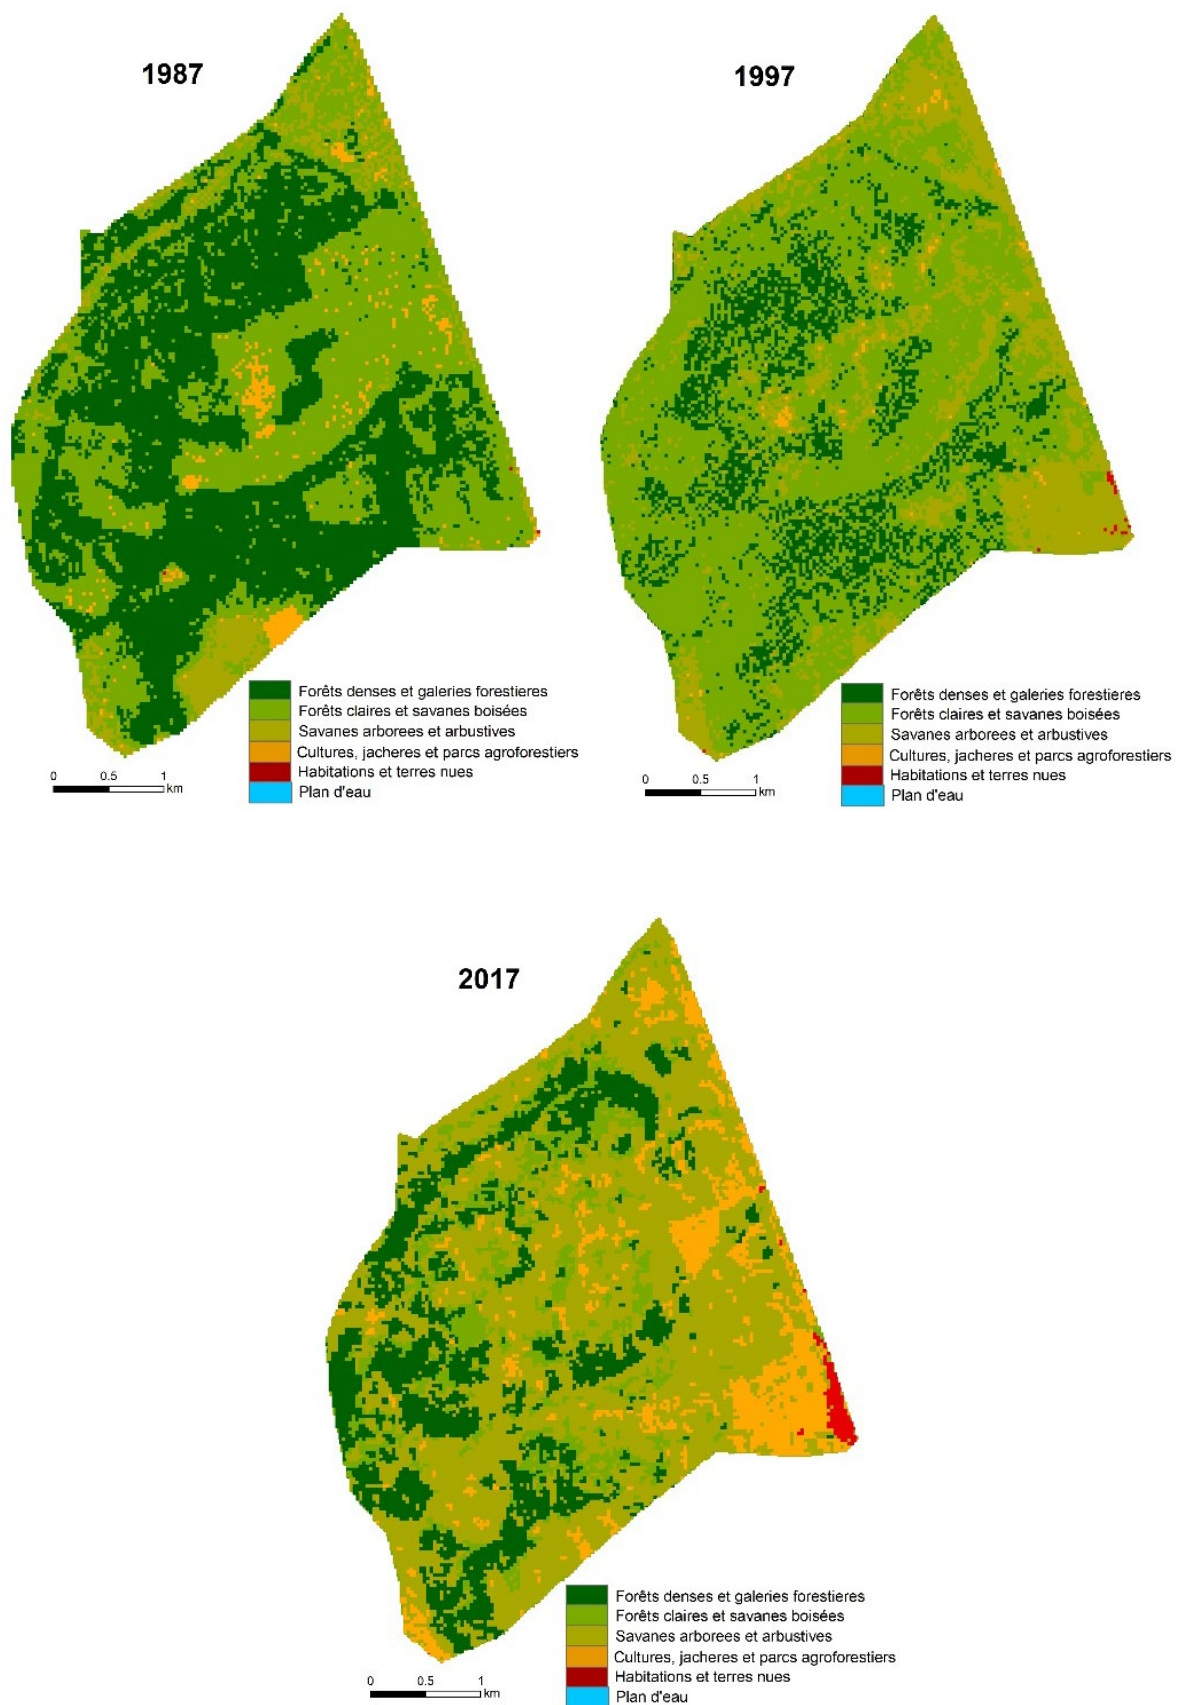 1987
1997
Forêts denses et galeries forestieres
Forêts claires et savanes boisées
Savanes arborees et arbustives
Cultures, jacheres et parcs agroforestiers
Habitations et terres nues
Plan d'eau
0 0.5 1
km
Forêts denses et galeries forestieres
Forêts claires et savanes boisées
Savanes arborees et arbustives
Cultures, jacheres et parcs agroforestiers
Habitations et terres nues
Plan d'eau
0 0.5 1
km
2017
Forêts denses et galeries forestieres
Forêts claires et savanes boisées
Savanes arborees et arbustives
Cultures, jacheres et parcs agroforestiers
Habitations et terres nues
Plan d'eau
0 0.5 1
km